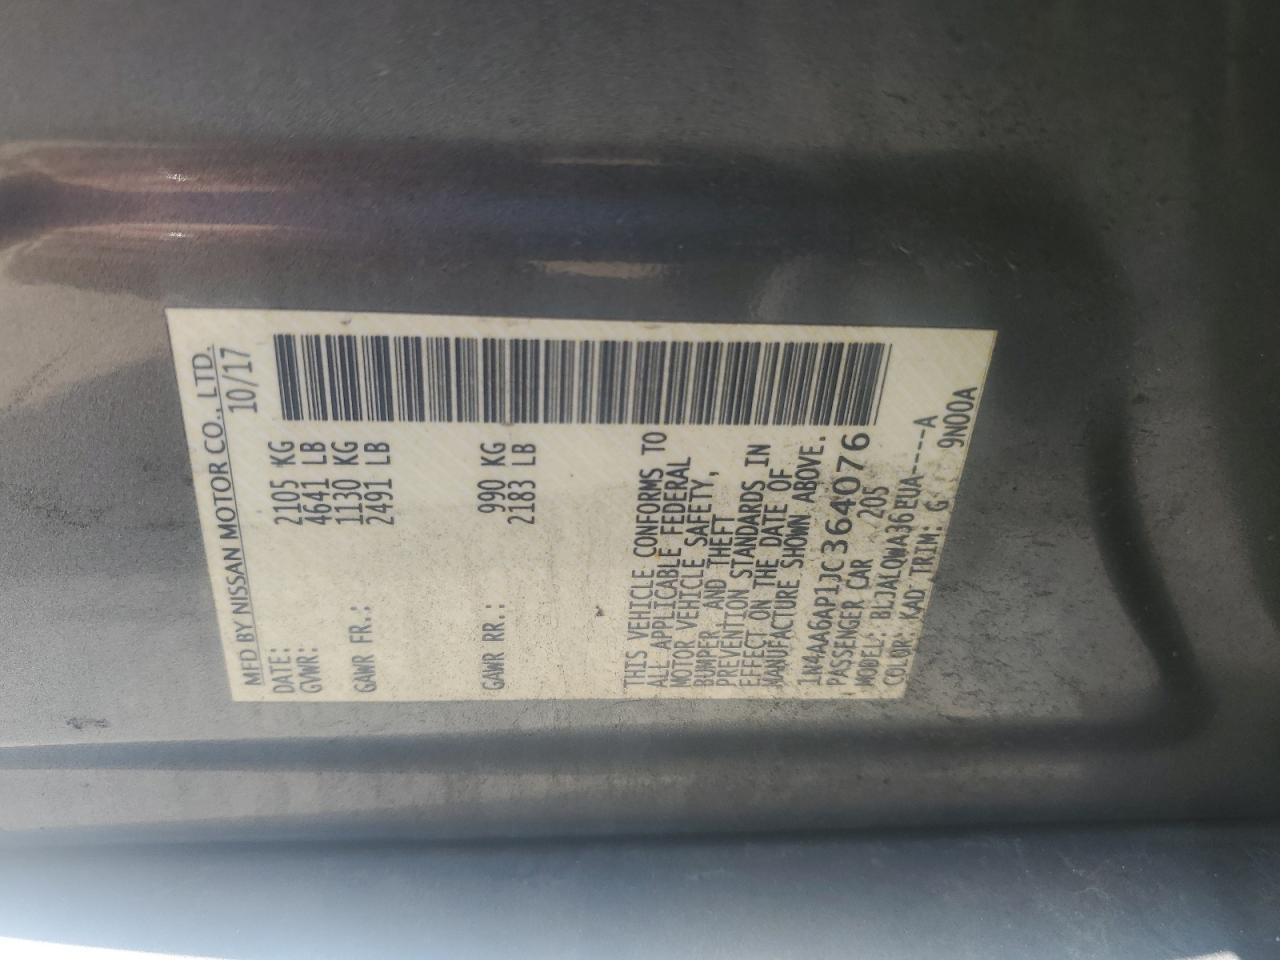 MFD BY NISSAN MOTOR CO., LTD.
DATE: 10/17
GVWR: 2105 KG
4641 LB
GAWR FR.: 1130 KG
2491 LB
GAWR RR.: 990 KG
2183 LB
THIS VEHICLE CONFORMS TO
ALL APPLICABLE FEDERAL
MOTOR VEHICLE SAFETY,
BUMPER AND THEFT
PREVENTION STANDARDS IN
EFFECT ON THE DATE OF
MANUFACTURE SHOWN ABOVE.
1N4AA6AP1JC364076
PASSENGER CAR 205
MODEL: BLJALQWA36EUA----A
COLOR: KAD TRIM: G 9N00A